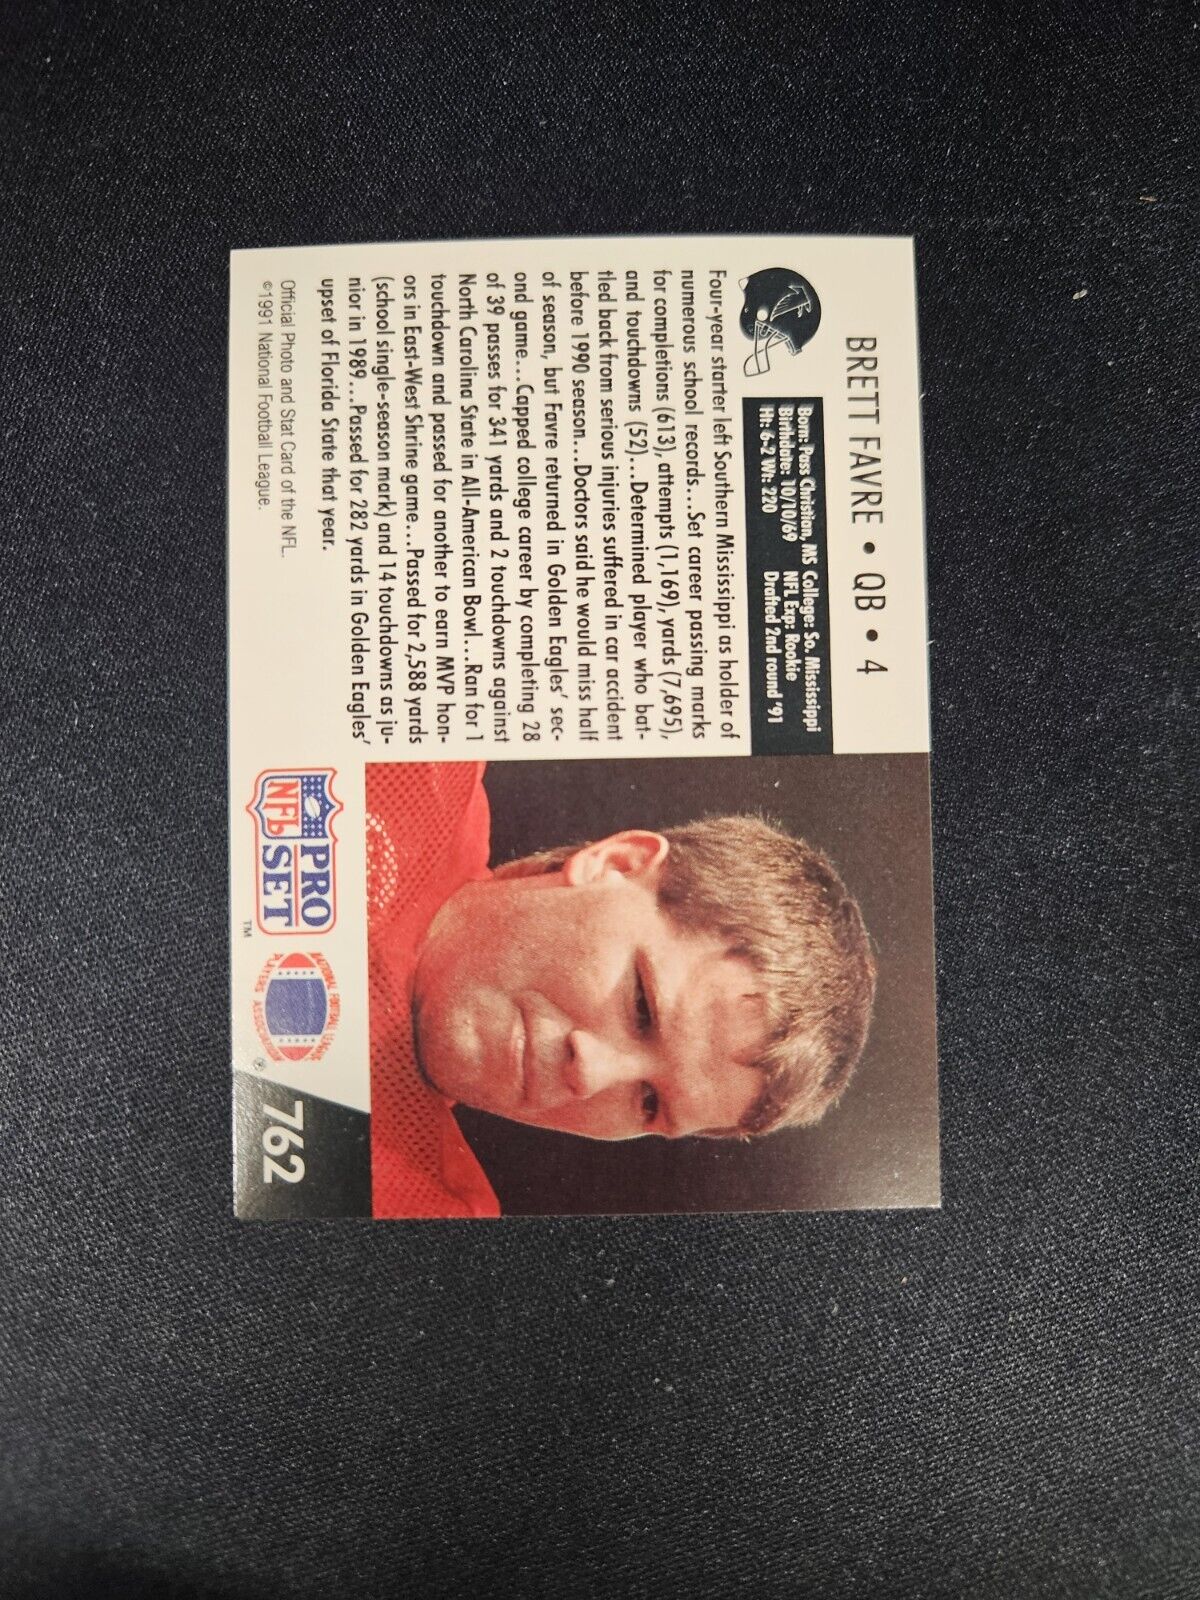 BRETT FAVRE • QB • 4
Born: Pass Christian, MS College: So. Mississippi
Birthdate: 10/10/69 NFL Exp: Rookie
Ht: 6-2 Wt: 220 Drafted 2nd round '91
Four-year starter left Southern Mississippi as holder of
numerous school records...Set career passing marks
for completions (613), attempts (1,169), yards (7,695),
and touchdowns (52)...Determined player who bat-
tled back from serious injuries suffered in car accident
before 1990 season...Doctors said he would miss half
of season, but Favre returned in Golden Eagles' sec-
ond game...Capped college career by completing 28
of 39 passes for 341 yards and 2 touchdowns against
North Carolina State in All-American Bowl...Ran for 1
touchdown and passed for another to earn MVP hon-
ors in East-West Shrine game...Passed for 2,588 yards
(school single-season mark) and 14 touchdowns as ju-
nior in 1989...Passed for 282 yards in Golden Eagles'
upset of Florida State that year.
Official Photo and Stat Card of the NFL.
©1991 National Football League.
NFL
PRO
SET
TM
NATIONAL FOOTBALL LEAGUE
PLAYERS ASSOCIATION
®
762